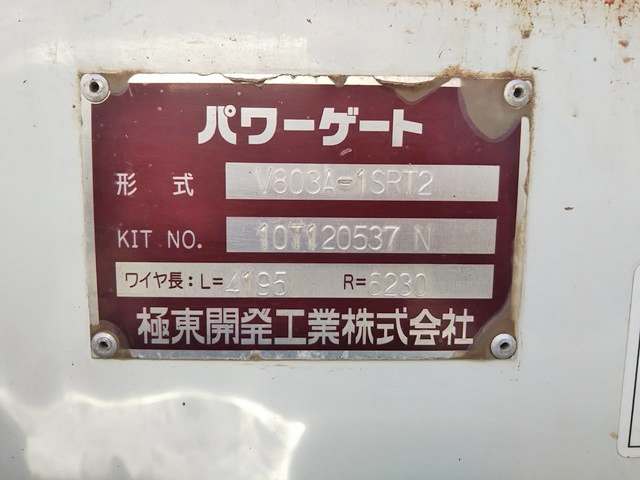 パワーゲート
形式 V803A-1SRT2
KIT NO. 10T120537 N
ワイヤ長：L=4195 R=6230
極東開発工業株式会社